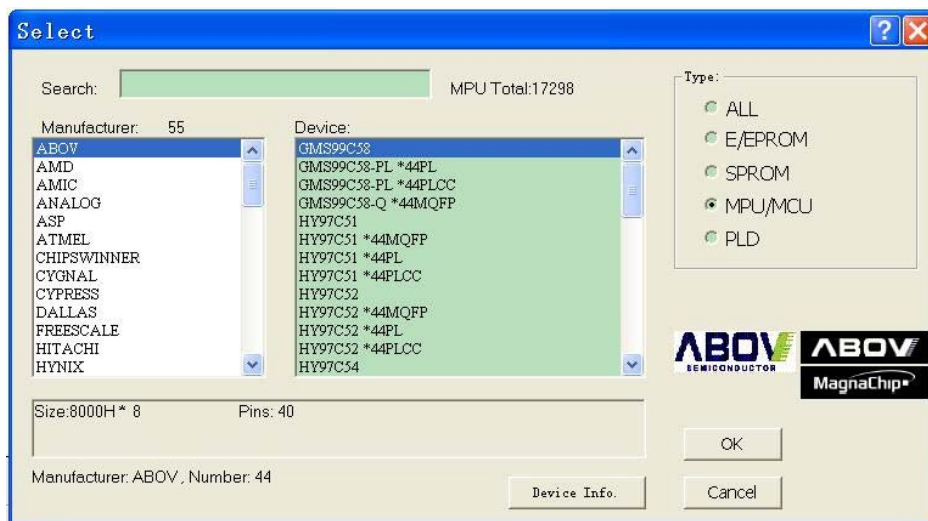 Select
Search:
MPU Total:17298
Manufacturer: 55
ABOV
AMD
AMIC
ANALOG
ASP
ATMEL
CHIPSWINNER
CYGNAL
CYPRESS
DALLAS
FREESCALE
HITACHI
HYNIX
Device:
GMS99C58
GMS99C58-PL *44PL
GMS99C58-PL *44PLCC
GMS99C58-Q *44MQFP
HY97C51
HY97C51 *44MQFP
HY97C51 *44PL
HY97C51 *44PLCC
HY97C52
HY97C52 *44MQFP
HY97C52 *44PL
HY97C52 *44PLCC
HY97C54
Type:
ALL
E/EPROM
SPROM
MPU/MCU
PLD
ABOV
SEMICONDUCTOR
ABOV
MagnaChip
Size:8000H * 8 Pins: 40
Manufacturer: ABOV , Number: 44
Device Info.
OK
Cancel